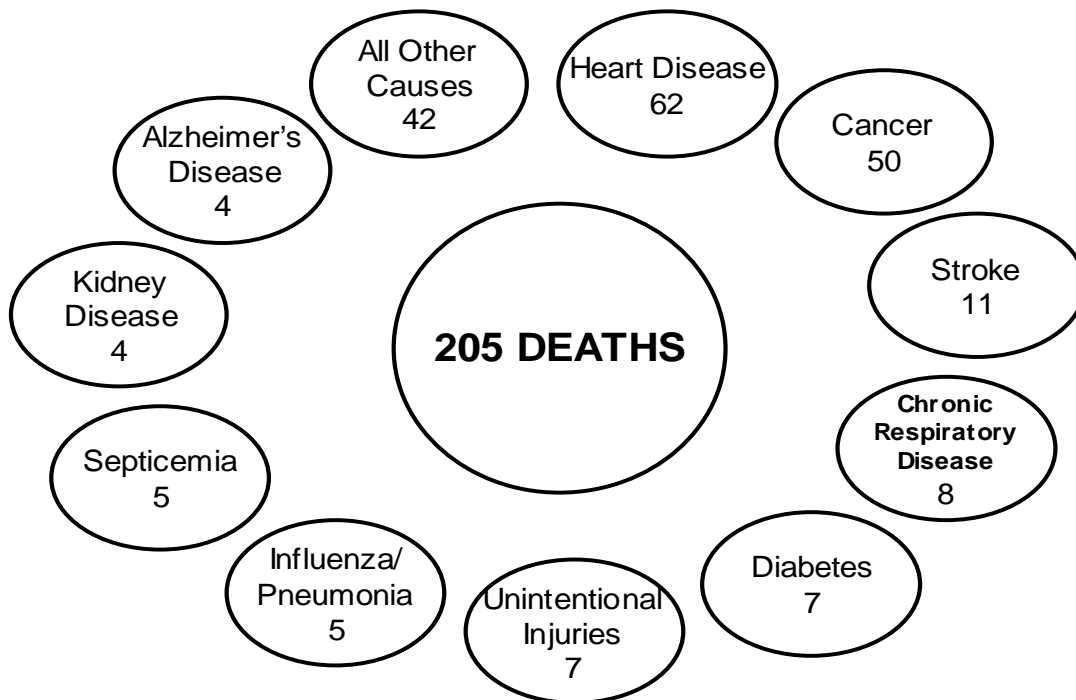 All Other
Causes
42
Heart Disease
62
Cancer
50
Stroke
11
Chronic
Respiratory
Disease
8
Diabetes
7
Unintentional
Injuries
7
Influenza/
Pneumonia
5
Septicemia
5
Kidney
Disease
4
Alzheimer’s
Disease
4
205 DEATHS